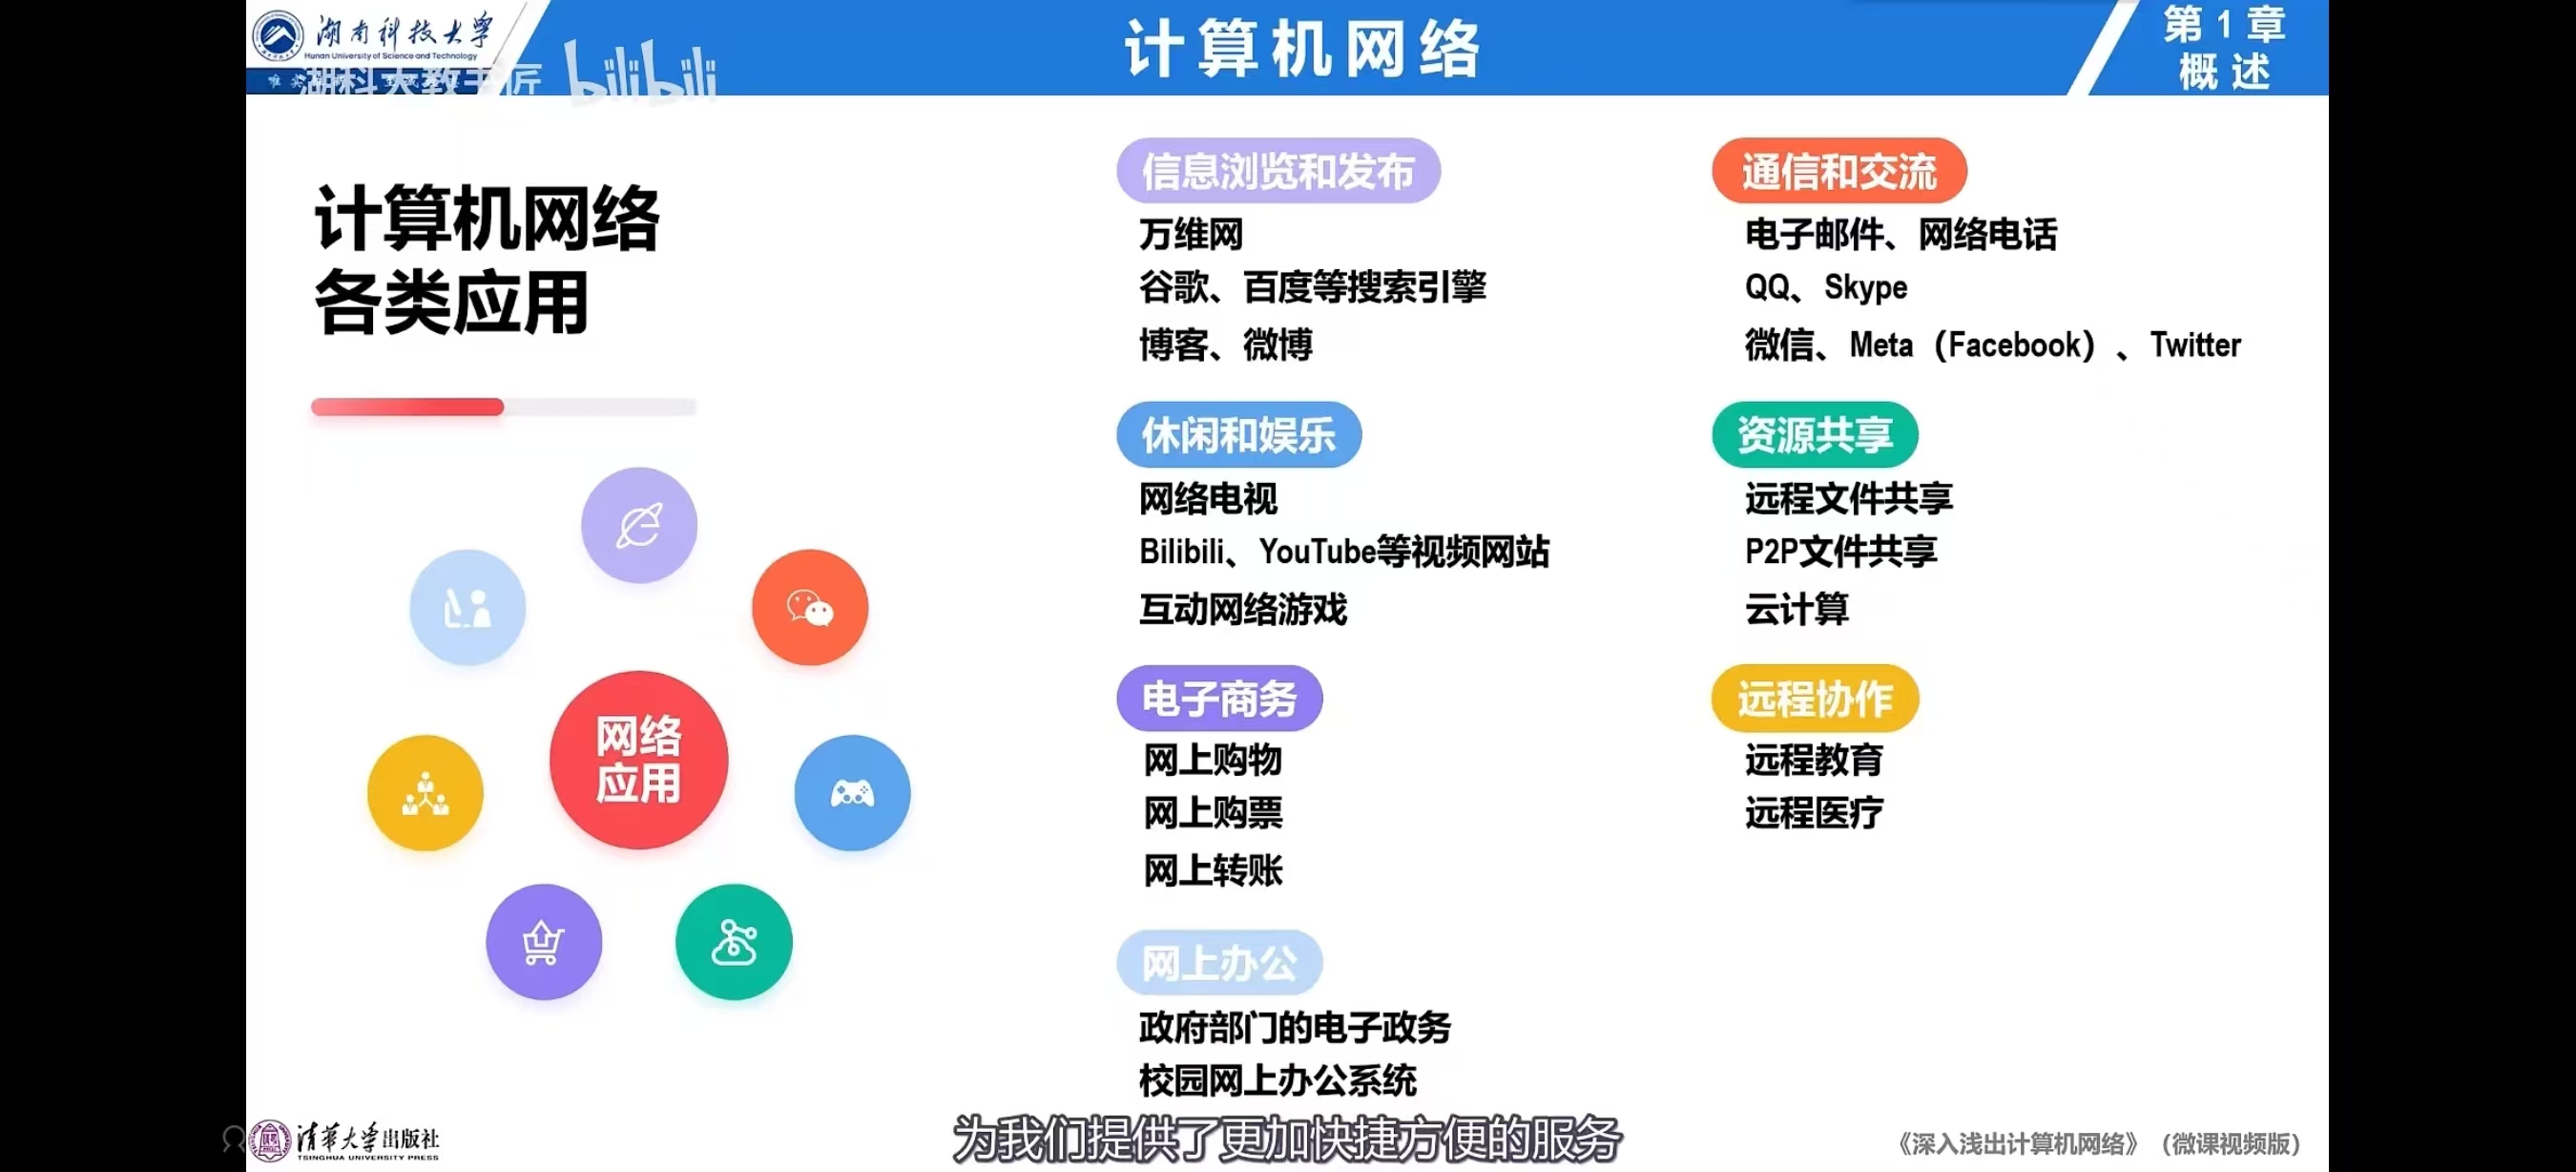 湖南科技大学
Hunan University of Science and Technology
湖科大教书匠 bilibili
计算机网络
第1章
概述
计算机网络
各类应用
网络
应用
信息浏览和发布
万维网
谷歌、百度等搜索引擎
博客、微博
通信和交流
电子邮件、网络电话
QQ、Skype
微信、Meta（Facebook）、Twitter
休闲和娱乐
网络电视
Bilibili、YouTube等视频网站
互动网络游戏
资源共享
远程文件共享
P2P文件共享
云计算
电子商务
网上购物
网上购票
网上转账
远程协作
远程教育
远程医疗
网上办公
政府部门的电子政务
校园网上办公系统
为我们提供了更加快捷方便的服务
清华大学出版社
TSINGHUA UNIVERSITY PRESS
《深入浅出计算机网络》（微课视频版）